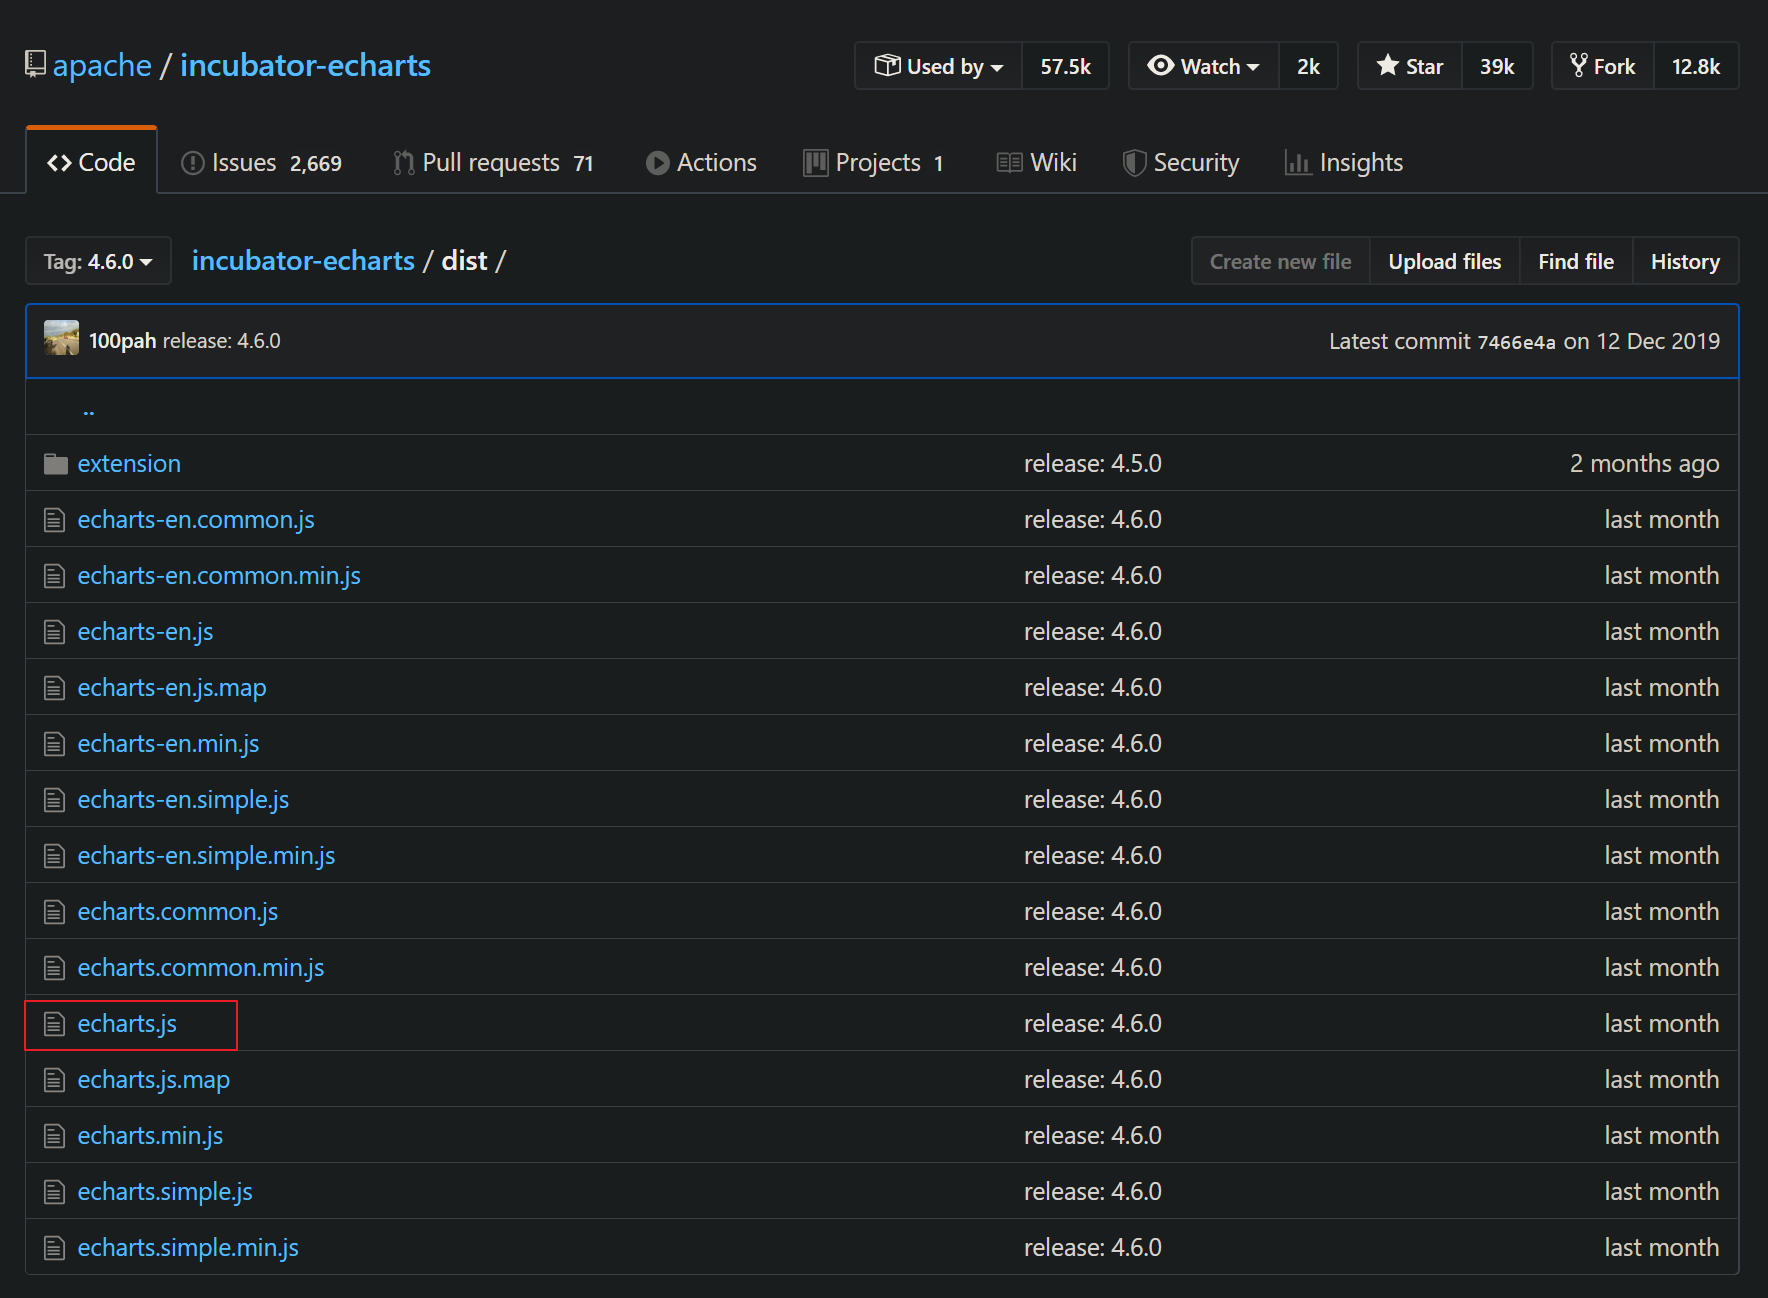 apache / incubator-echarts Used by 57.5k Watch 2k Star 39k Fork 12.8k
Code Issues 2,669 Pull requests 71 Actions Projects 1 Wiki Security Insights
Tag: 4.6.0 incubator-echarts / dist / Create new file Upload files Find file History
100pah release: 4.6.0 Latest commit 7466e4a on 12 Dec 2019
..
extension release: 4.5.0 2 months ago
echarts-en.common.js release: 4.6.0 last month
echarts-en.common.min.js release: 4.6.0 last month
echarts-en.js release: 4.6.0 last month
echarts-en.js.map release: 4.6.0 last month
echarts-en.min.js release: 4.6.0 last month
echarts-en.simple.js release: 4.6.0 last month
echarts-en.simple.min.js release: 4.6.0 last month
echarts.common.js release: 4.6.0 last month
echarts.common.min.js release: 4.6.0 last month
echarts.js release: 4.6.0 last month
echarts.js.map release: 4.6.0 last month
echarts.min.js release: 4.6.0 last month
echarts.simple.js release: 4.6.0 last month
echarts.simple.min.js release: 4.6.0 last month